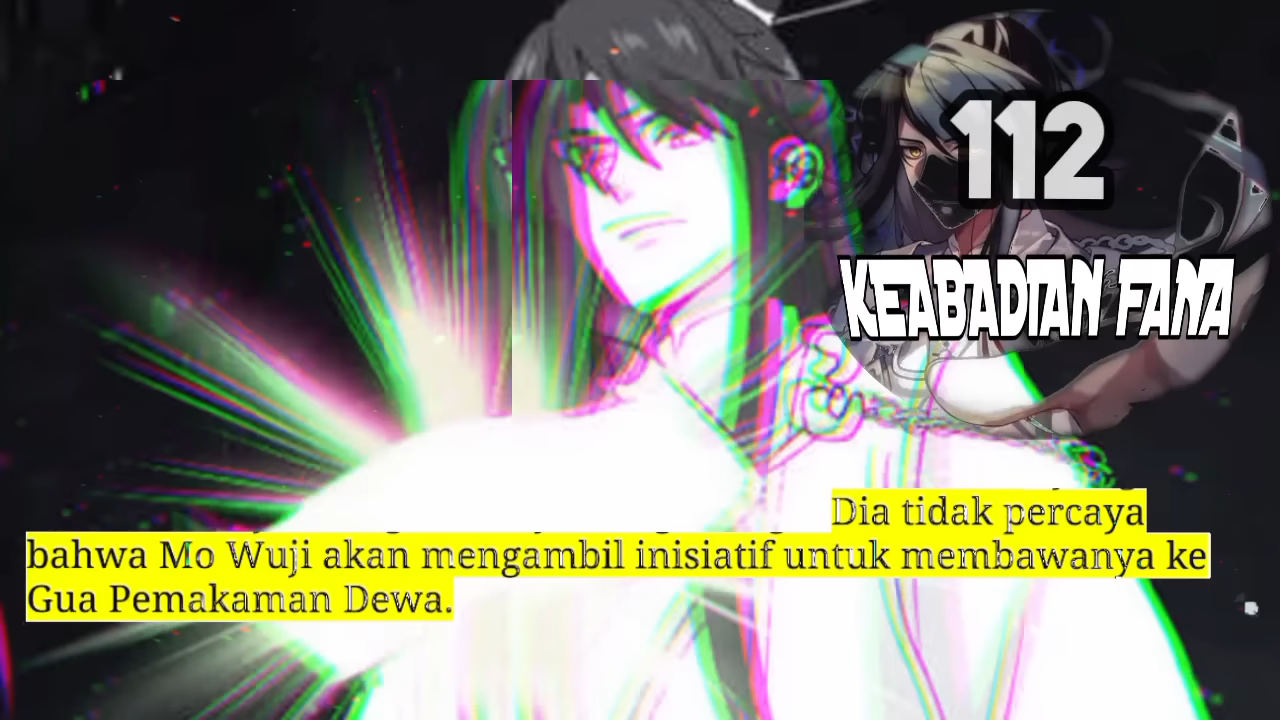 112
KEABADIAN FANA
Dia tidak percaya
bahwa Mo Wuji akan mengambil inisiatif untuk membawanya ke
Gua Pemakaman Dewa.